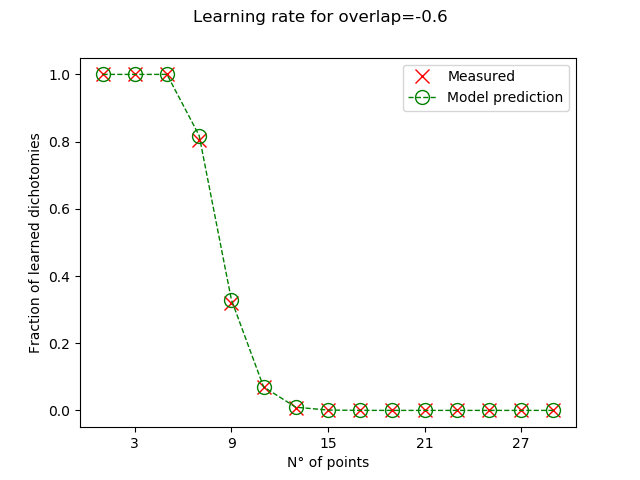 Learning rate for overlap=-0.6
Measured
Model prediction
Fraction of learned dichotomies
1.0
0.8
0.6
0.4
0.2
0.0
3 9 15 21 27
N° of points